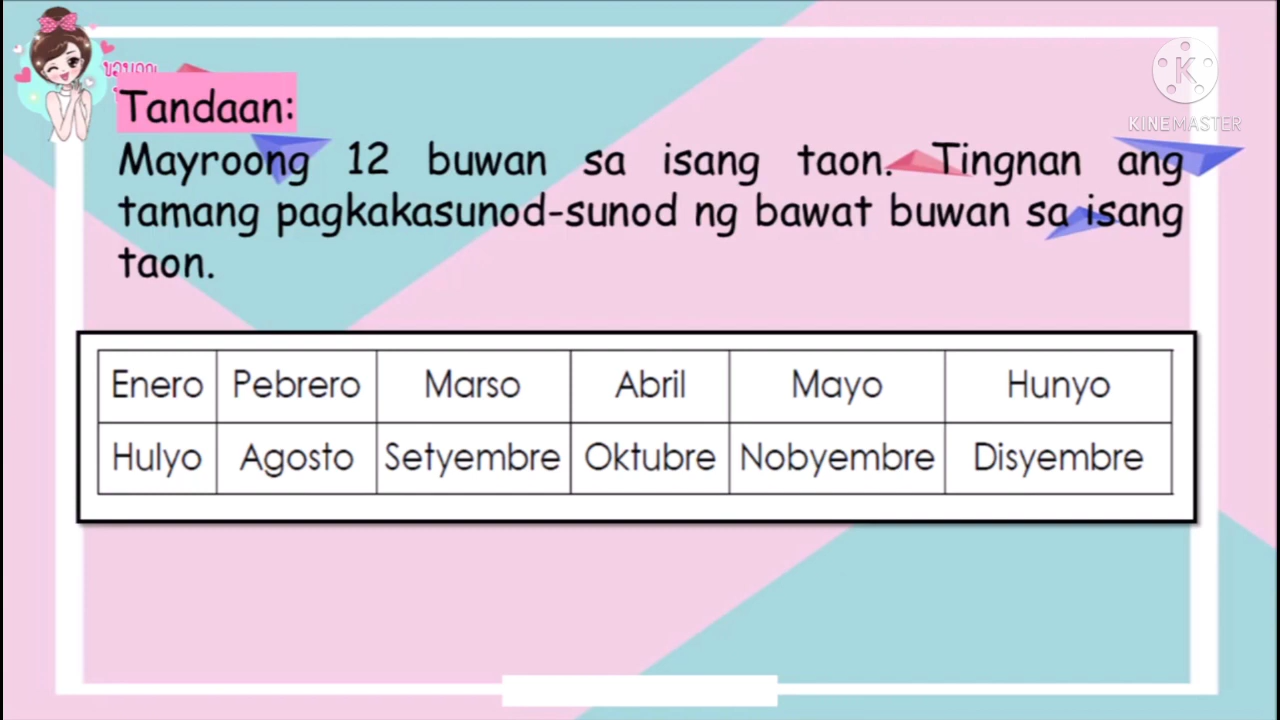 Tandaan:
Mayroong 12 buwan sa isang taon. Tingnan ang
tamang pagkakasunod-sunod ng bawat buwan sa isang
taon.
Enero Pebrero Marso Abril Mayo Hunyo
Hulyo Agosto Setyembre Oktubre Nobyembre Disyembre
K
KINEMASTER